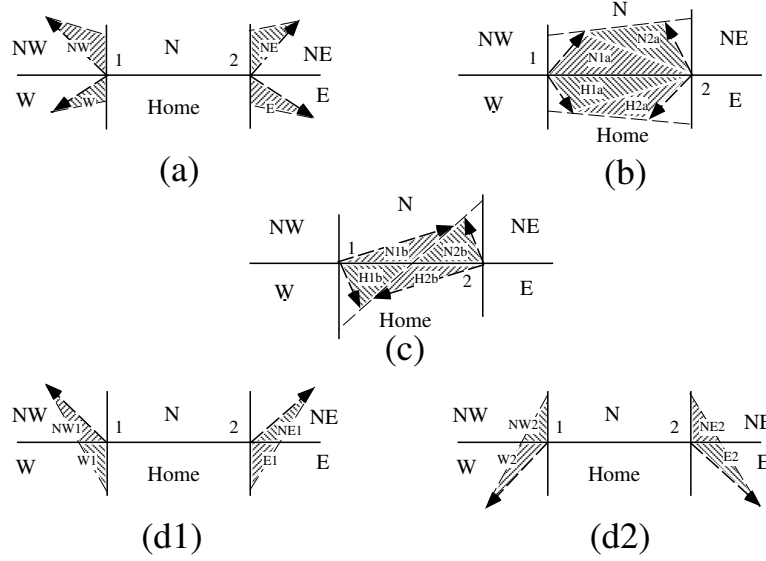 NW NW 1 N 2 NE NE
W W Home E E
(a)
NW N N2a NE
1 N1a
W H1a H2a 2 E
Home
(b)
NW N NE
1 N1b N2b
W H1b H2b 2 E
Home
(c)
NW NW1 1 N 2 NE1 NE
W W1 Home E1 E
(d1)
NW NW2 1 N 2 NE2 NE
W W2 Home E2 E
(d2)